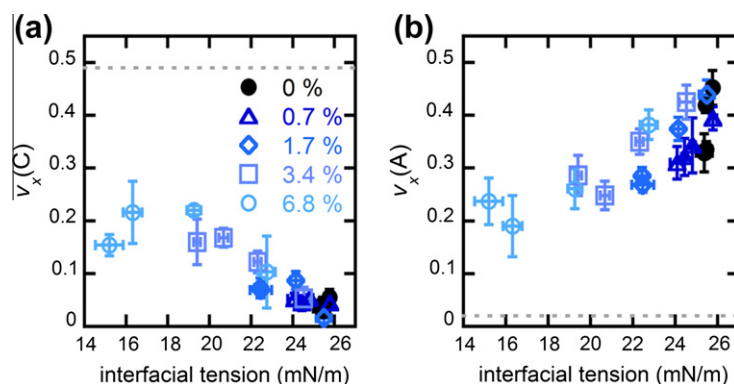 (a)
v_x(C)
0.5
0.4
0.3
0.2
0.1
0
14 16 18 20 22 24 26
interfacial tension (mN/m)
0 %
0.7 %
1.7 %
3.4 %
6.8 %
(b)
v_x(A)
0.5
0.4
0.3
0.2
0.1
0
14 16 18 20 22 24 26
interfacial tension (mN/m)